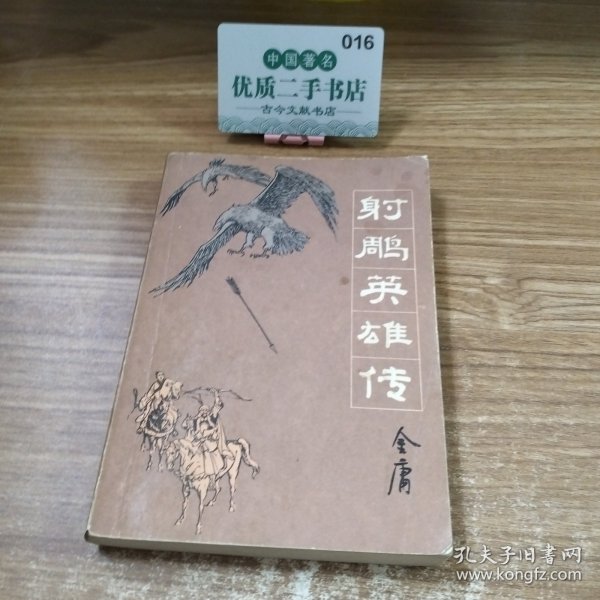 016
中国著名
优质二手书店
古今文献书店
射鵰英雄传
金庸
孔夫子旧书网
www.kongfz.com